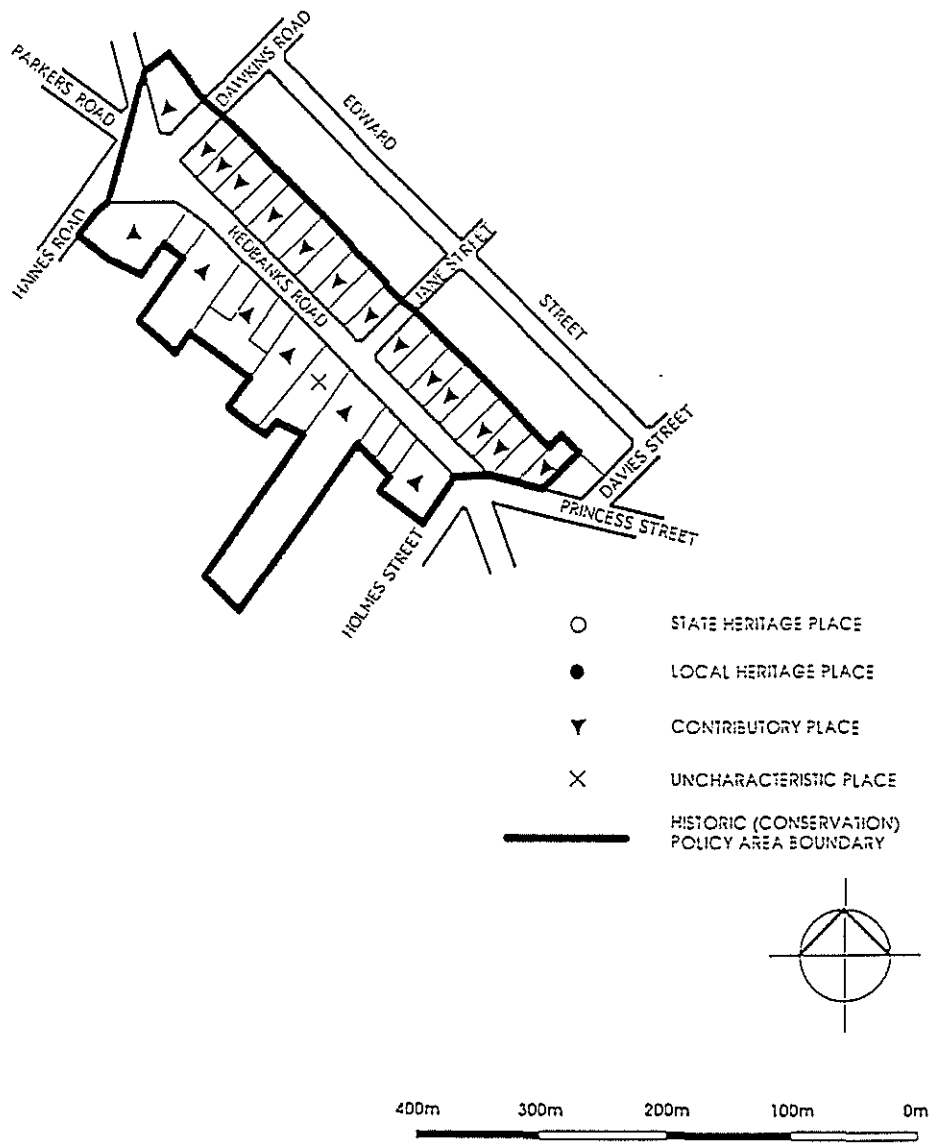 PARKERS ROAD
DAWKINS ROAD
EDWARD
STREET
HAINES ROAD
REDBANKS ROAD
JANE STREET
DAVIES STREET
PRINCESS STREET
HOLMES STREET
STATE HERITAGE PLACE
LOCAL HERITAGE PLACE
CONTRIBUTORY PLACE
UNCHARACTERISTIC PLACE
HISTORIC (CONSERVATION)
POLICY AREA BOUNDARY
400m 300m 200m 100m 0m